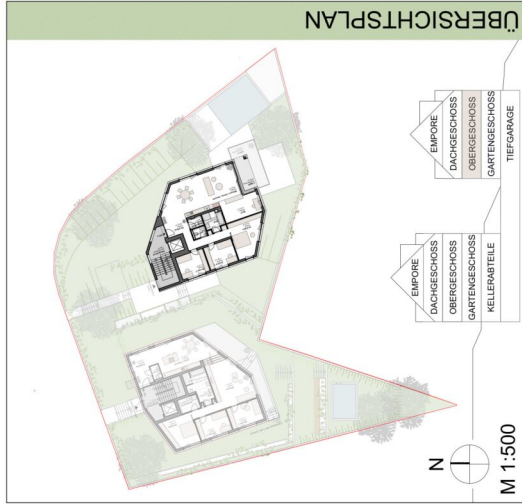 ÜBERSICHTSPLAN
EMPORE
DACHGESCHOSS
OBERGESCHOSS
GARTENGESCHOSS
TIEFGARAGE
EMPORE
DACHGESCHOSS
OBERGESCHOSS
GARTENGESCHOSS
KELLERABTEILE
N
M 1:500